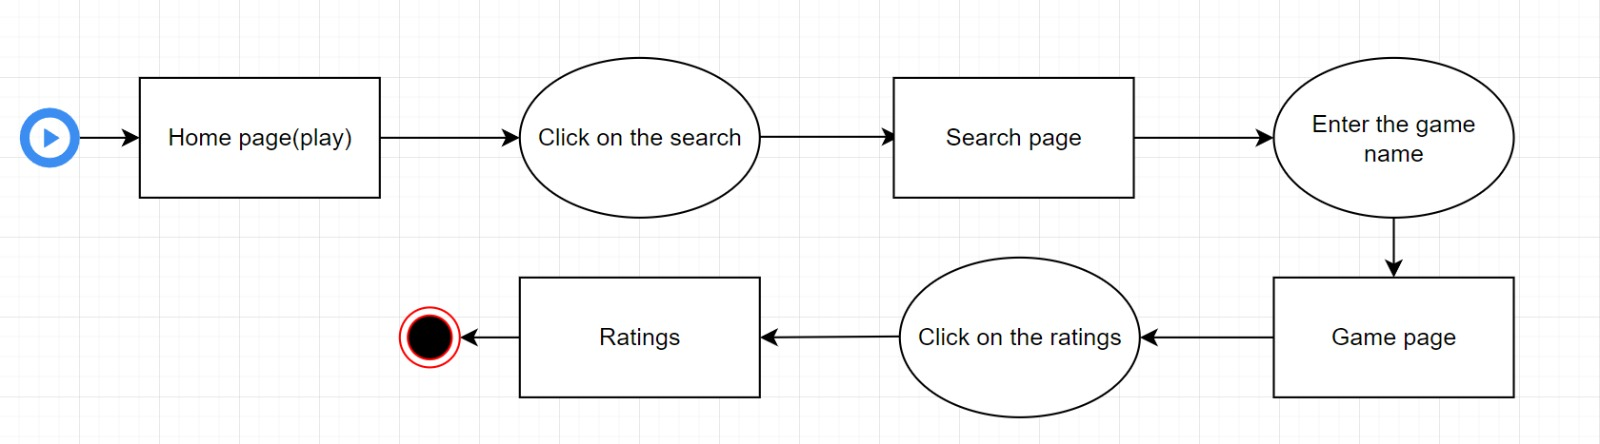 Home page(play)
Click on the search
Search page
Enter the game
name
Game page
Click on the ratings
Ratings